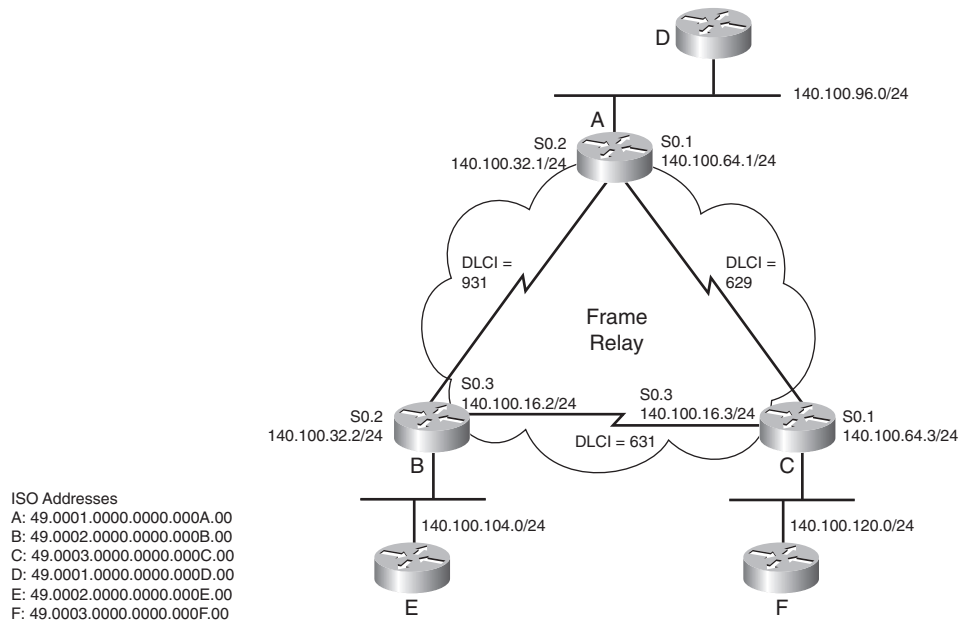 D
140.100.96.0/24
A
S0.2
140.100.32.1/24
S0.1
140.100.64.1/24
DLCI =
931
DLCI =
629
Frame
Relay
S0.3
140.100.16.2/24
S0.3
140.100.16.3/24
S0.2
140.100.32.2/24
DLCI = 631
S0.1
140.100.64.3/24
B
C
ISO Addresses
A: 49.0001.0000.0000.000A.00
B: 49.0002.0000.0000.000B.00
C: 49.0003.0000.0000.000C.00
D: 49.0001.0000.0000.000D.00
E: 49.0002.0000.0000.000E.00
F: 49.0003.0000.0000.000F.00
140.100.104.0/24
140.100.120.0/24
E
F